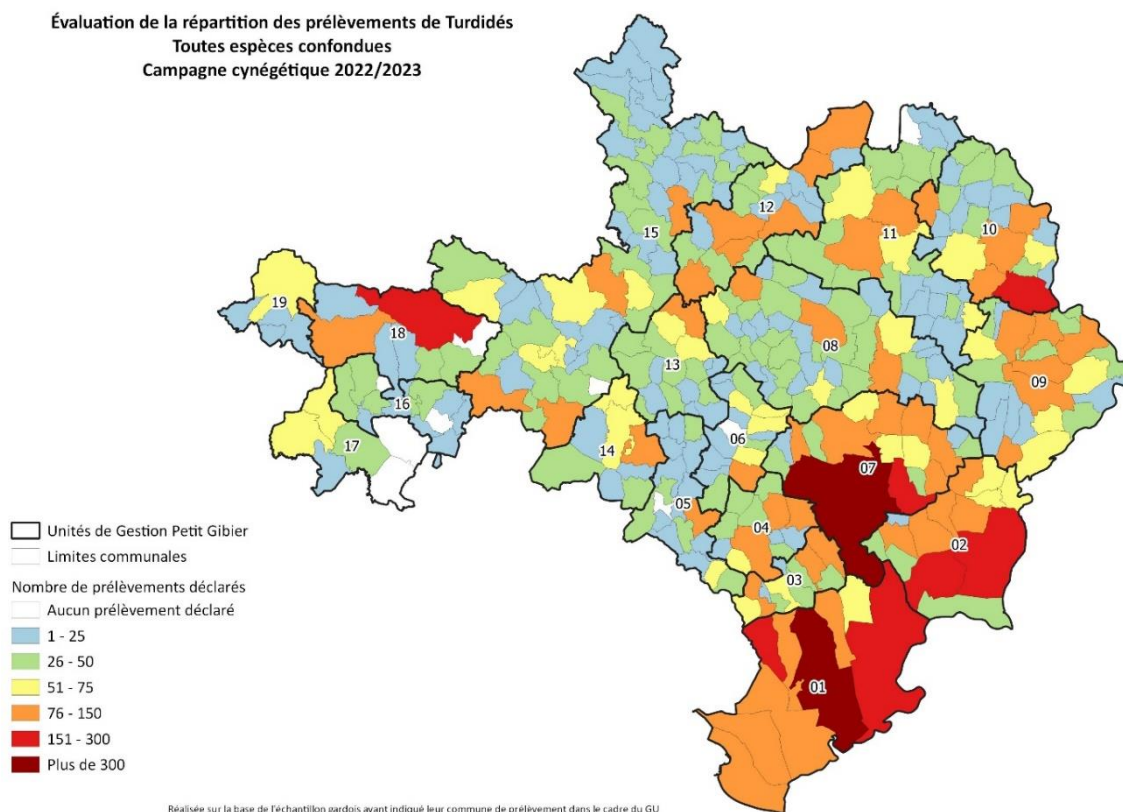 Évaluation de la répartition des prélèvements de Turdidés
Toutes espèces confondues
Campagne cynégétique 2022/2023
12
15
10
11
19
18
08
13
09
16
06
14
17
07
05
04
02
03
01
Unités de Gestion Petit Gibier
Limites communales
Nombre de prélèvements déclarés
Aucun prélèvement déclaré
1 - 25
26 - 50
51 - 75
76 - 150
151 - 300
Plus de 300
Réalisée sur la base de l'échantillon gardois ayant indiqué leur commune de prélèvement dans le cadre du GU